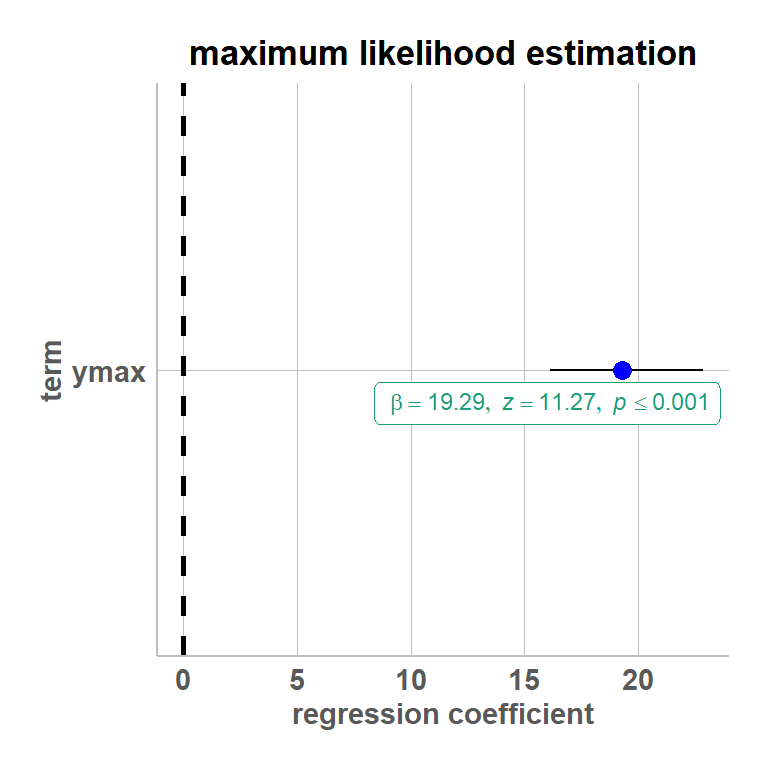 maximum likelihood estimation
term
ymax
β = 19.29, z = 11.27, p ≤ 0.001
0 5 10 15 20
regression coefficient